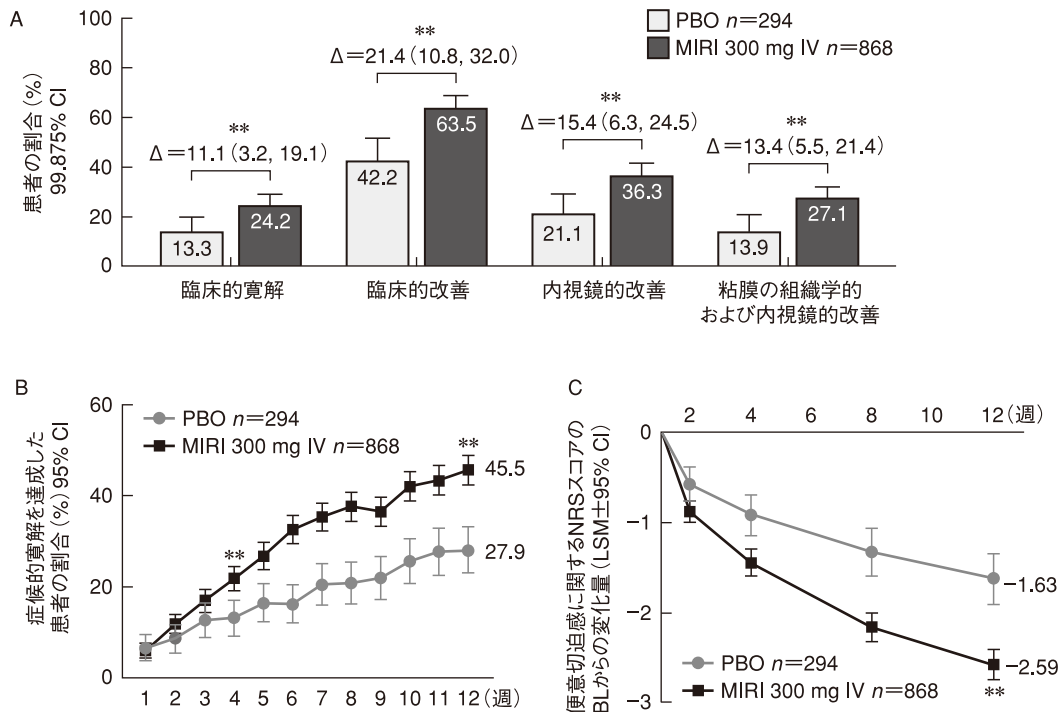 A
PBO n=294
MIRI 300 mg IV n=868
患者の割合(%)
99.875% CI
100
80
60
40
20
0
**
Δ=11.1(3.2, 19.1)
**
Δ=21.4(10.8, 32.0)
**
Δ=15.4(6.3, 24.5)
**
Δ=13.4(5.5, 21.4)
13.3
24.2
42.2
63.5
21.1
36.3
13.9
27.1
臨床的寛解
臨床的改善
内視鏡的改善
粘膜の組織学的
および内視鏡的改善
B
PBO n=294
MIRI 300 mg IV n=868
症候的寛解を達成した
患者の割合(%)95% CI
60
40
20
0
**
**
45.5
27.9
1 2 3 4 5 6 7 8 9 10 11 12(週)
C
2 4 6 8 10 12(週)
便意切迫感に関するNRSスコアの
BLからの変化量(LSM±95% CI)
0
−1
−2
−3
−1.63
−2.59
**
PBO n=294
MIRI 300 mg IV n=868